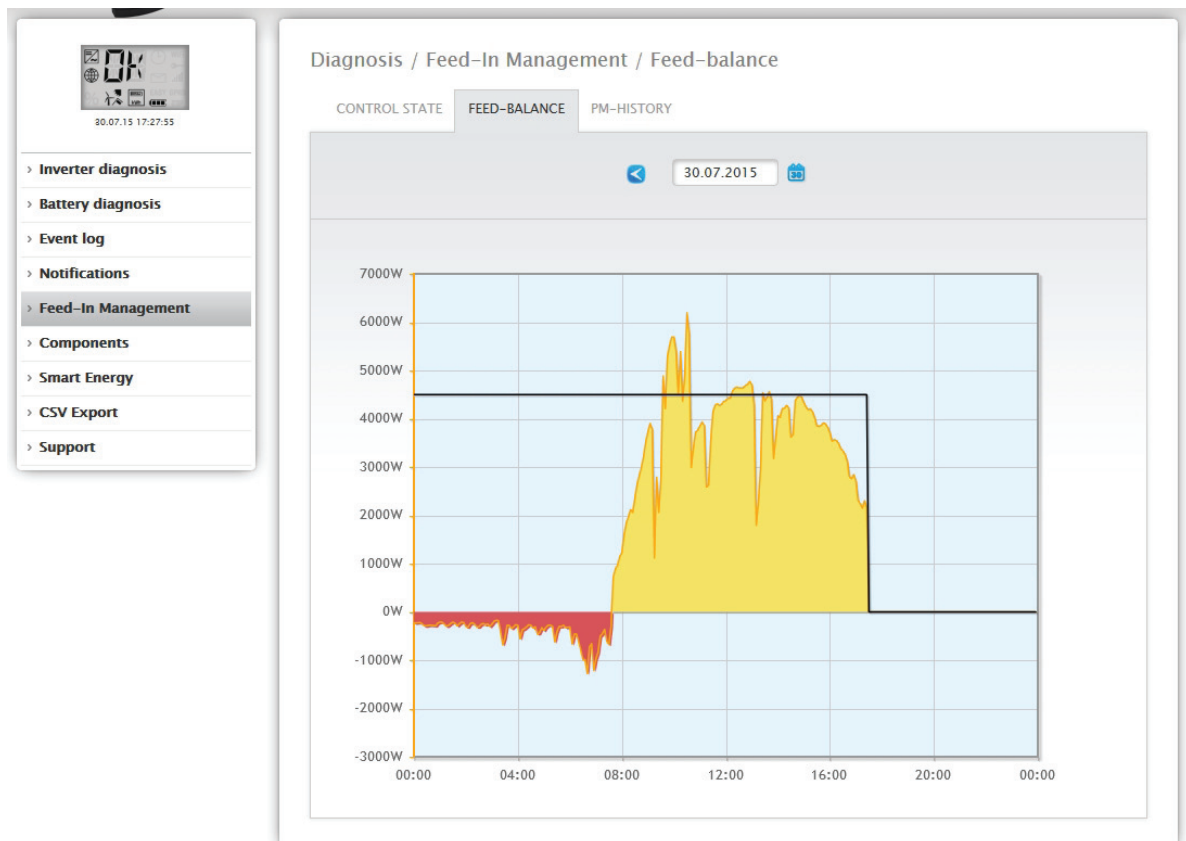 OK
30.07.15 17:27:55
› Inverter diagnosis
› Battery diagnosis
› Event log
› Notifications
› Feed-In Management
› Components
› Smart Energy
› CSV Export
› Support
Diagnosis / Feed-In Management / Feed-balance
CONTROL STATE FEED-BALANCE PM-HISTORY
30.07.2015
7000W
6000W
5000W
4000W
3000W
2000W
1000W
0W
-1000W
-2000W
-3000W
00:00 04:00 08:00 12:00 16:00 20:00 00:00